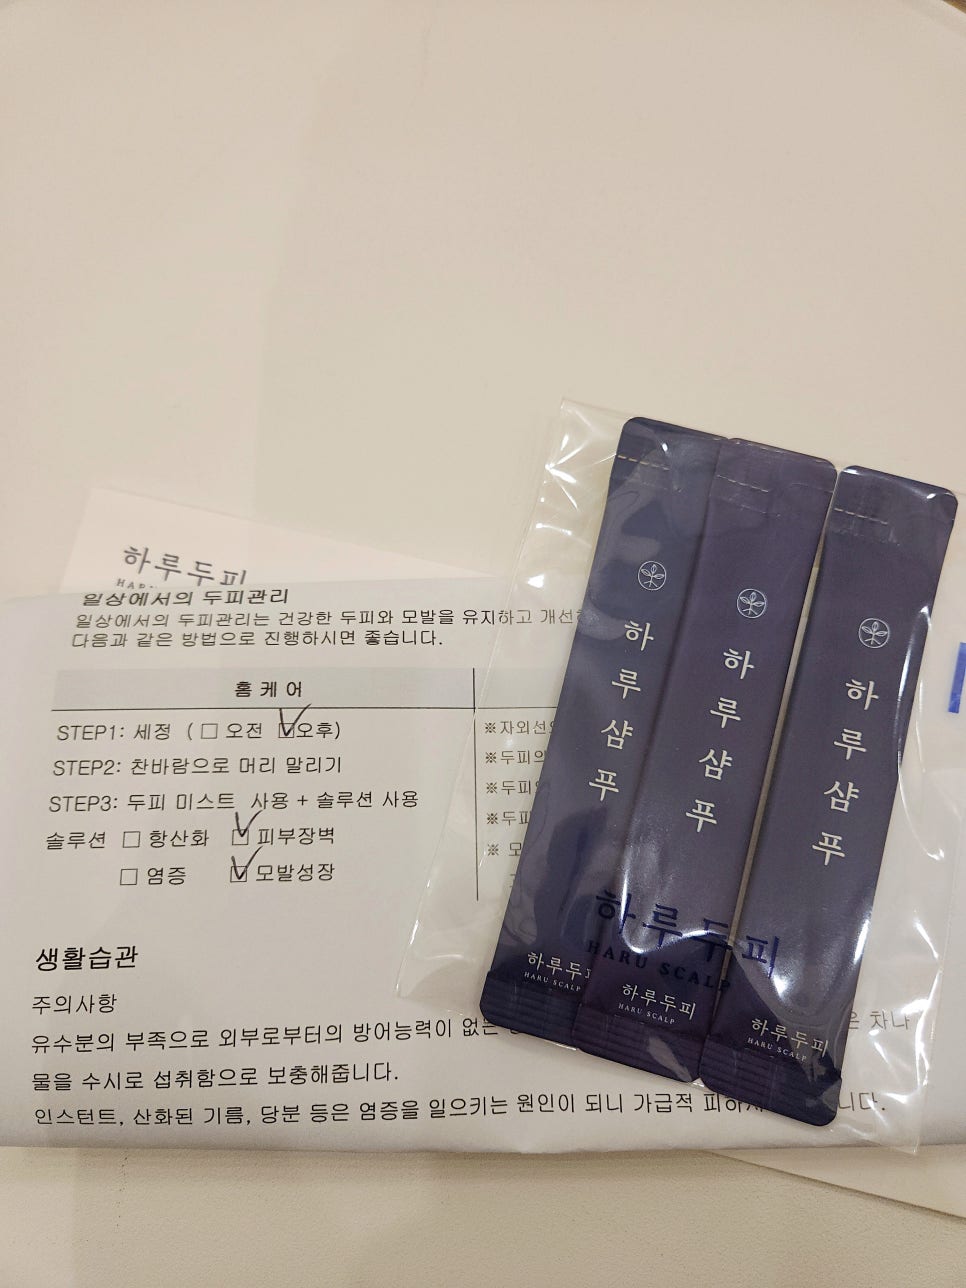 하루두피
일상에서의 두피관리
일상에서의 두피관리는 건강한 두피와 모발을 유지하고
다음과 같은 방법으로 진행하시면 좋습니다.
홈케어
STEP1: 세정 ( □ 오전 ☑오후)
STEP2: 찬바람으로 머리 말리기
STEP3: 두피 미스트 사용 + 솔루션 사용
솔루션 □ 항산화 ☑ 피부장벽
□ 염증 ☑ 모발성장
※
※두피의
※
※
※
생활습관
주의사항
유수분의 부족으로 외부로부터의 방어능력이 없는 차나
물을 수시로 섭취함으로 보충해줍니다.
인스턴트, 산화된 기름, 당분 등은 염증을 일으키는 원인이 되니 가급적
하루샴푸
하루두피
HARU SCALP
하루샴푸
하루두피
HARU SCALP
하루샴푸
하루두피
HARU SCALP
하루두피
HARU SCALP